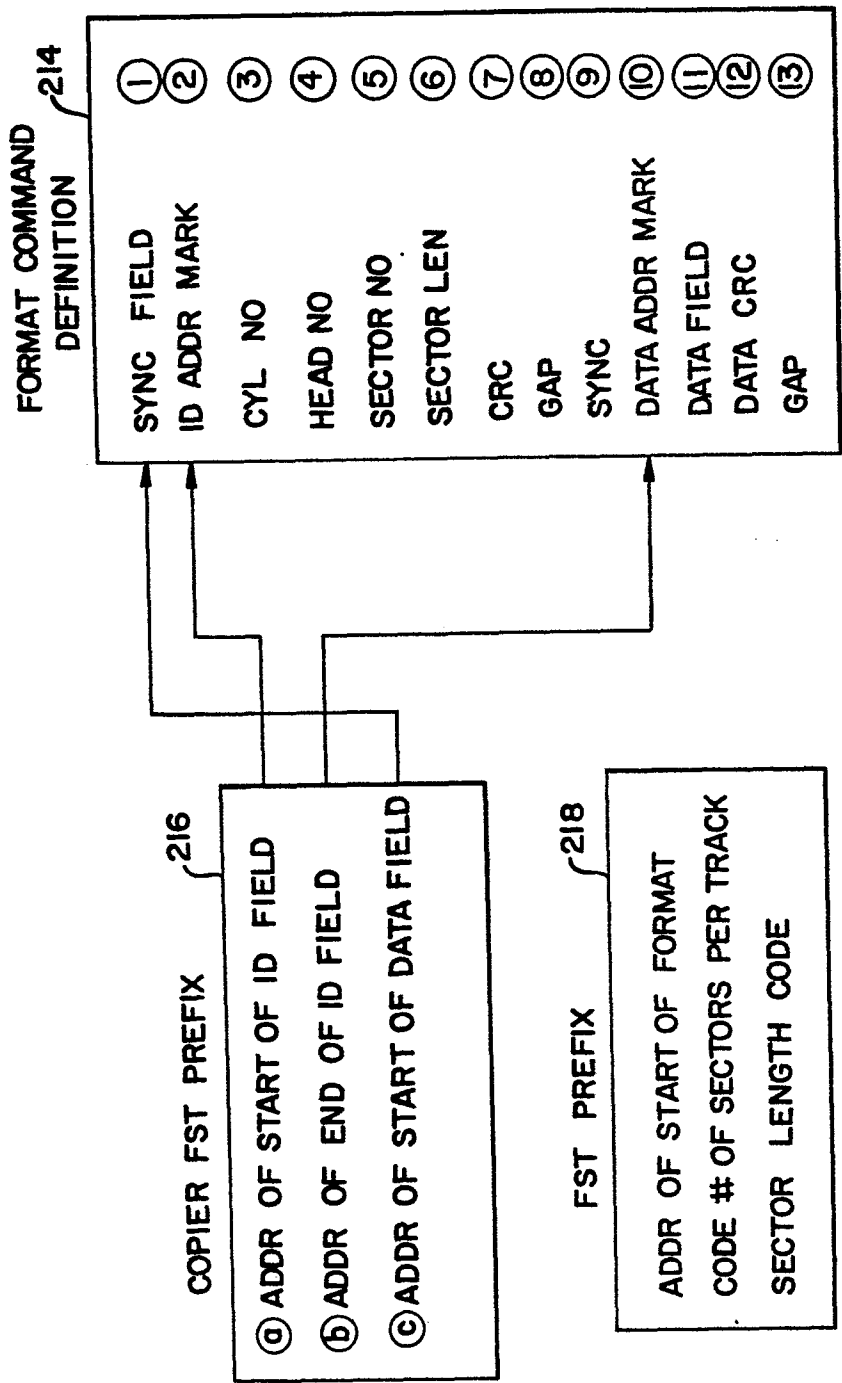 COPIER FST PREFIX
216
ⓐ ADDR OF START OF ID FIELD
ⓑ ADDR OF END OF ID FIELD
ⓒ ADDR OF START OF DATA FIELD
FST PREFIX
218
ADDR OF START OF FORMAT
CODE # OF SECTORS PER TRACK
SECTOR LENGTH CODE
FORMAT COMMAND
DEFINITION
214
SYNC FIELD ①
ID ADDR MARK ②
CYL NO ③
HEAD NO ④
SECTOR NO ⑤
SECTOR LEN ⑥
CRC ⑦
GAP ⑧
SYNC ⑨
DATA ADDR MARK ⑩
DATA FIELD ⑪
DATA CRC ⑫
GAP ⑬